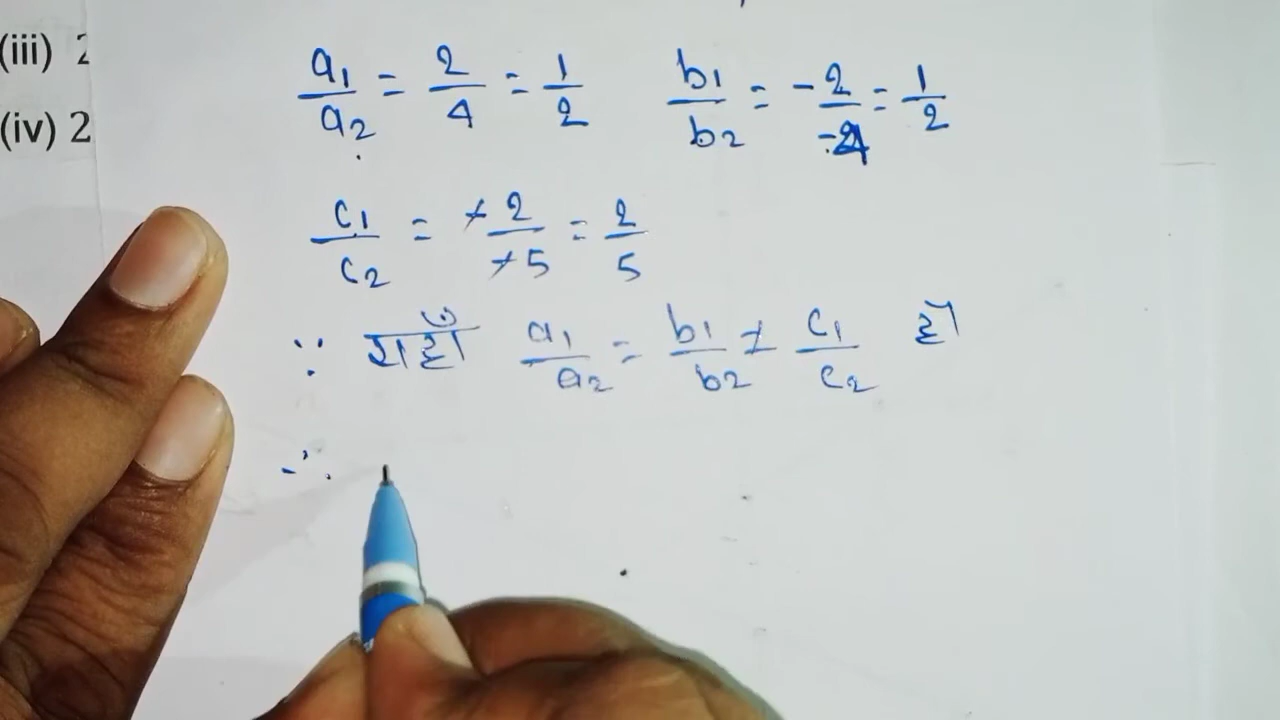 (iii) 2
a₁/a₂ = 2/4 = 1/2 b₁/b₂ = -2/-4 = 1/2
(iv) 2
c₁/c₂ = -2/-5 = 2/5
∵ यहाँ a₁/a₂ = b₁/b₂ ≠ c₁/c₂ है
∴